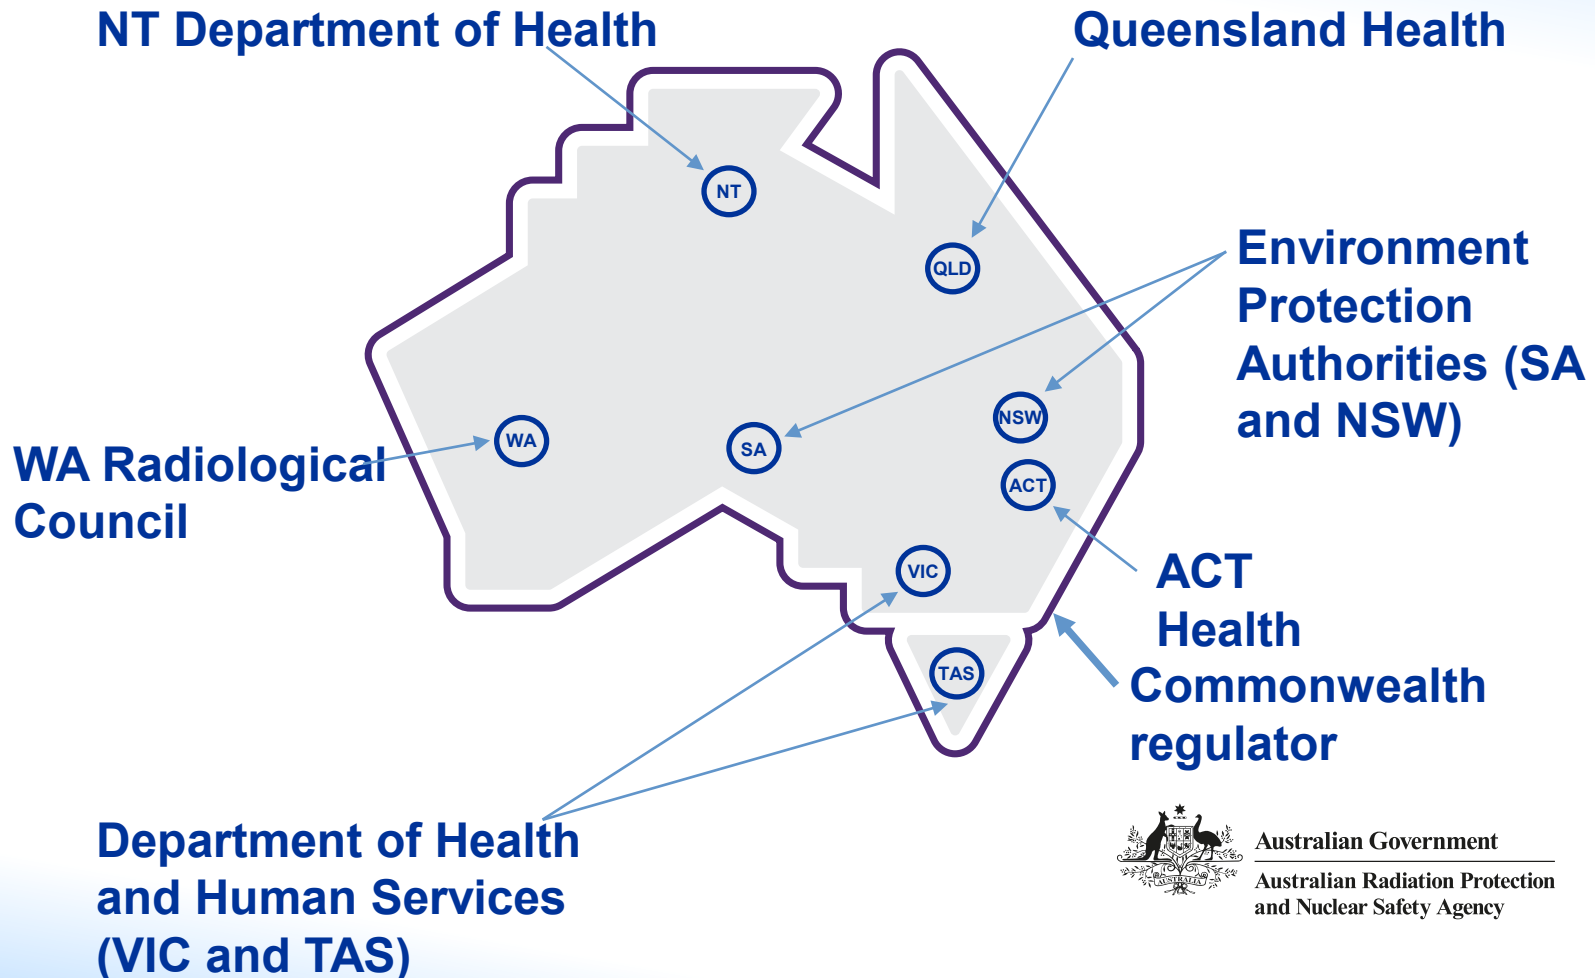 NT Department of Health
Queensland Health
NT
QLD
Environment
Protection
Authorities (SA
and NSW)
WA Radiological
Council
WA
SA
NSW
ACT
VIC
ACT
Health
TAS
Commonwealth
regulator
Department of Health
and Human Services
(VIC and TAS)
AUSTRALIA
Australian Government
Australian Radiation Protection
and Nuclear Safety Agency